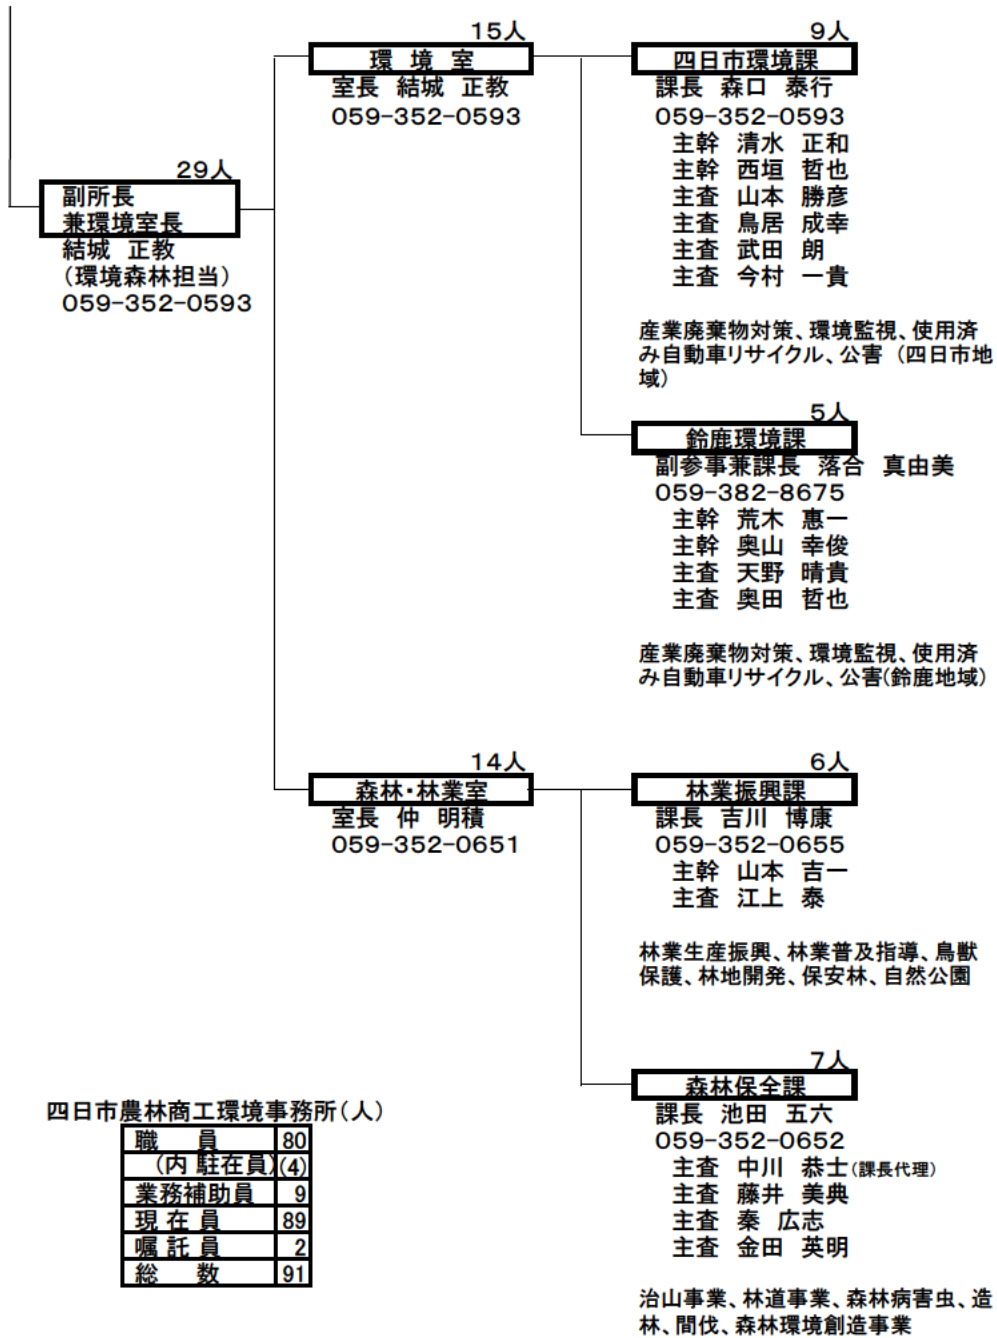 29人
副所長
兼環境室長
結城 正教
(環境森林担当)
059-352-0593
15人
環 境 室
室長 結城 正教
059-352-0593
9人
四日市環境課
課長 森口 泰行
059-352-0593
主幹 清水 正和
主幹 西垣 哲也
主査 山本 勝彦
主査 鳥居 成幸
主査 武田 朗
主査 今村 一貴
産業廃棄物対策、環境監視、使用済
み自動車リサイクル、公害 (四日市地
域)
5人
鈴鹿環境課
副参事兼課長 落合 真由美
059-382-8675
主幹 荒木 惠一
主幹 奥山 幸俊
主査 天野 晴貴
主査 奥田 哲也
産業廃棄物対策、環境監視、使用済
み自動車リサイクル、公害(鈴鹿地域)
14人
森林・林業室
室長 仲 明積
059-352-0651
6人
林業振興課
課長 吉川 博康
059-352-0655
主幹 山本 吉一
主査 江上 泰
林業生産振興、林業普及指導、鳥獣
保護、林地開発、保安林、自然公園
7人
森林保全課
課長 池田 五六
059-352-0652
主査 中川 恭士(課長代理)
主査 藤井 美典
主査 秦 広志
主査 金田 英明
治山事業、林道事業、森林病害虫、造
林、間伐、森林環境創造事業
四日市農林商工環境事務所(人)
職 員 80
(内 駐在員) (4)
業務補助員 9
現 在 員 89
嘱 託 員 2
総 数 91